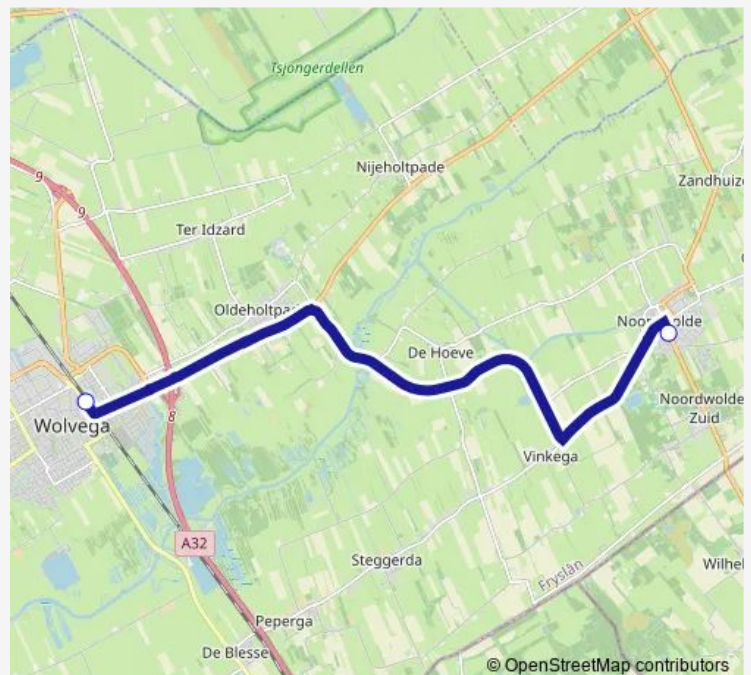 Tsjongerdellen
Nijeholtpade
9
9
Zandhuize
Ter Idzard
Oldeholtpa
Noordwolde
De Hoeve
8
Wolvega
Noordwolde
Zuid
Vinkega
A32
Steggerda
Fryslân
Wilhel
Peperga
De Blesse
© OpenStreetMap contributors